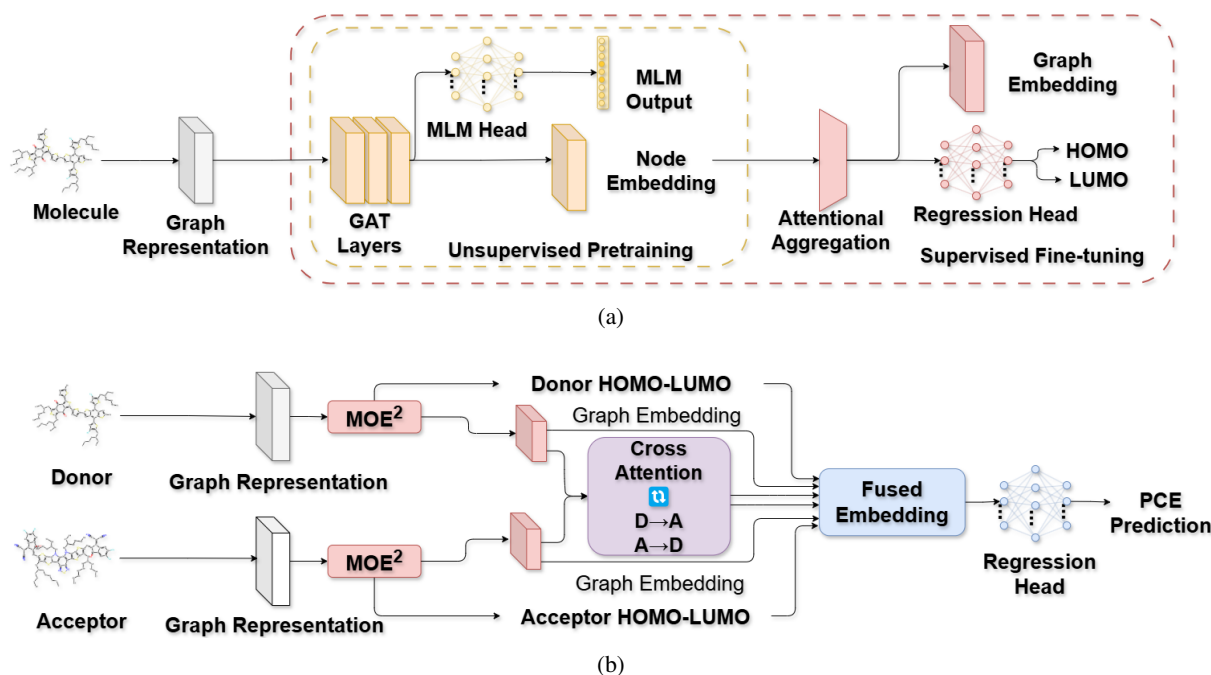 Molecule
Graph
Representation
GAT
Layers
MLM Head
MLM
Output
Node
Embedding
Unsupervised Pretraining
Attentional
Aggregation
Graph
Embedding
Regression Head
HOMO
LUMO
Supervised Fine-tuning
(a)
Donor
Graph Representation
MOE²
Donor HOMO-LUMO
Graph Embedding
Cross
Attention
D→A
A→D
Acceptor
Graph Representation
MOE²
Graph Embedding
Acceptor HOMO-LUMO
Fused
Embedding
Regression
Head
PCE
Prediction
(b)